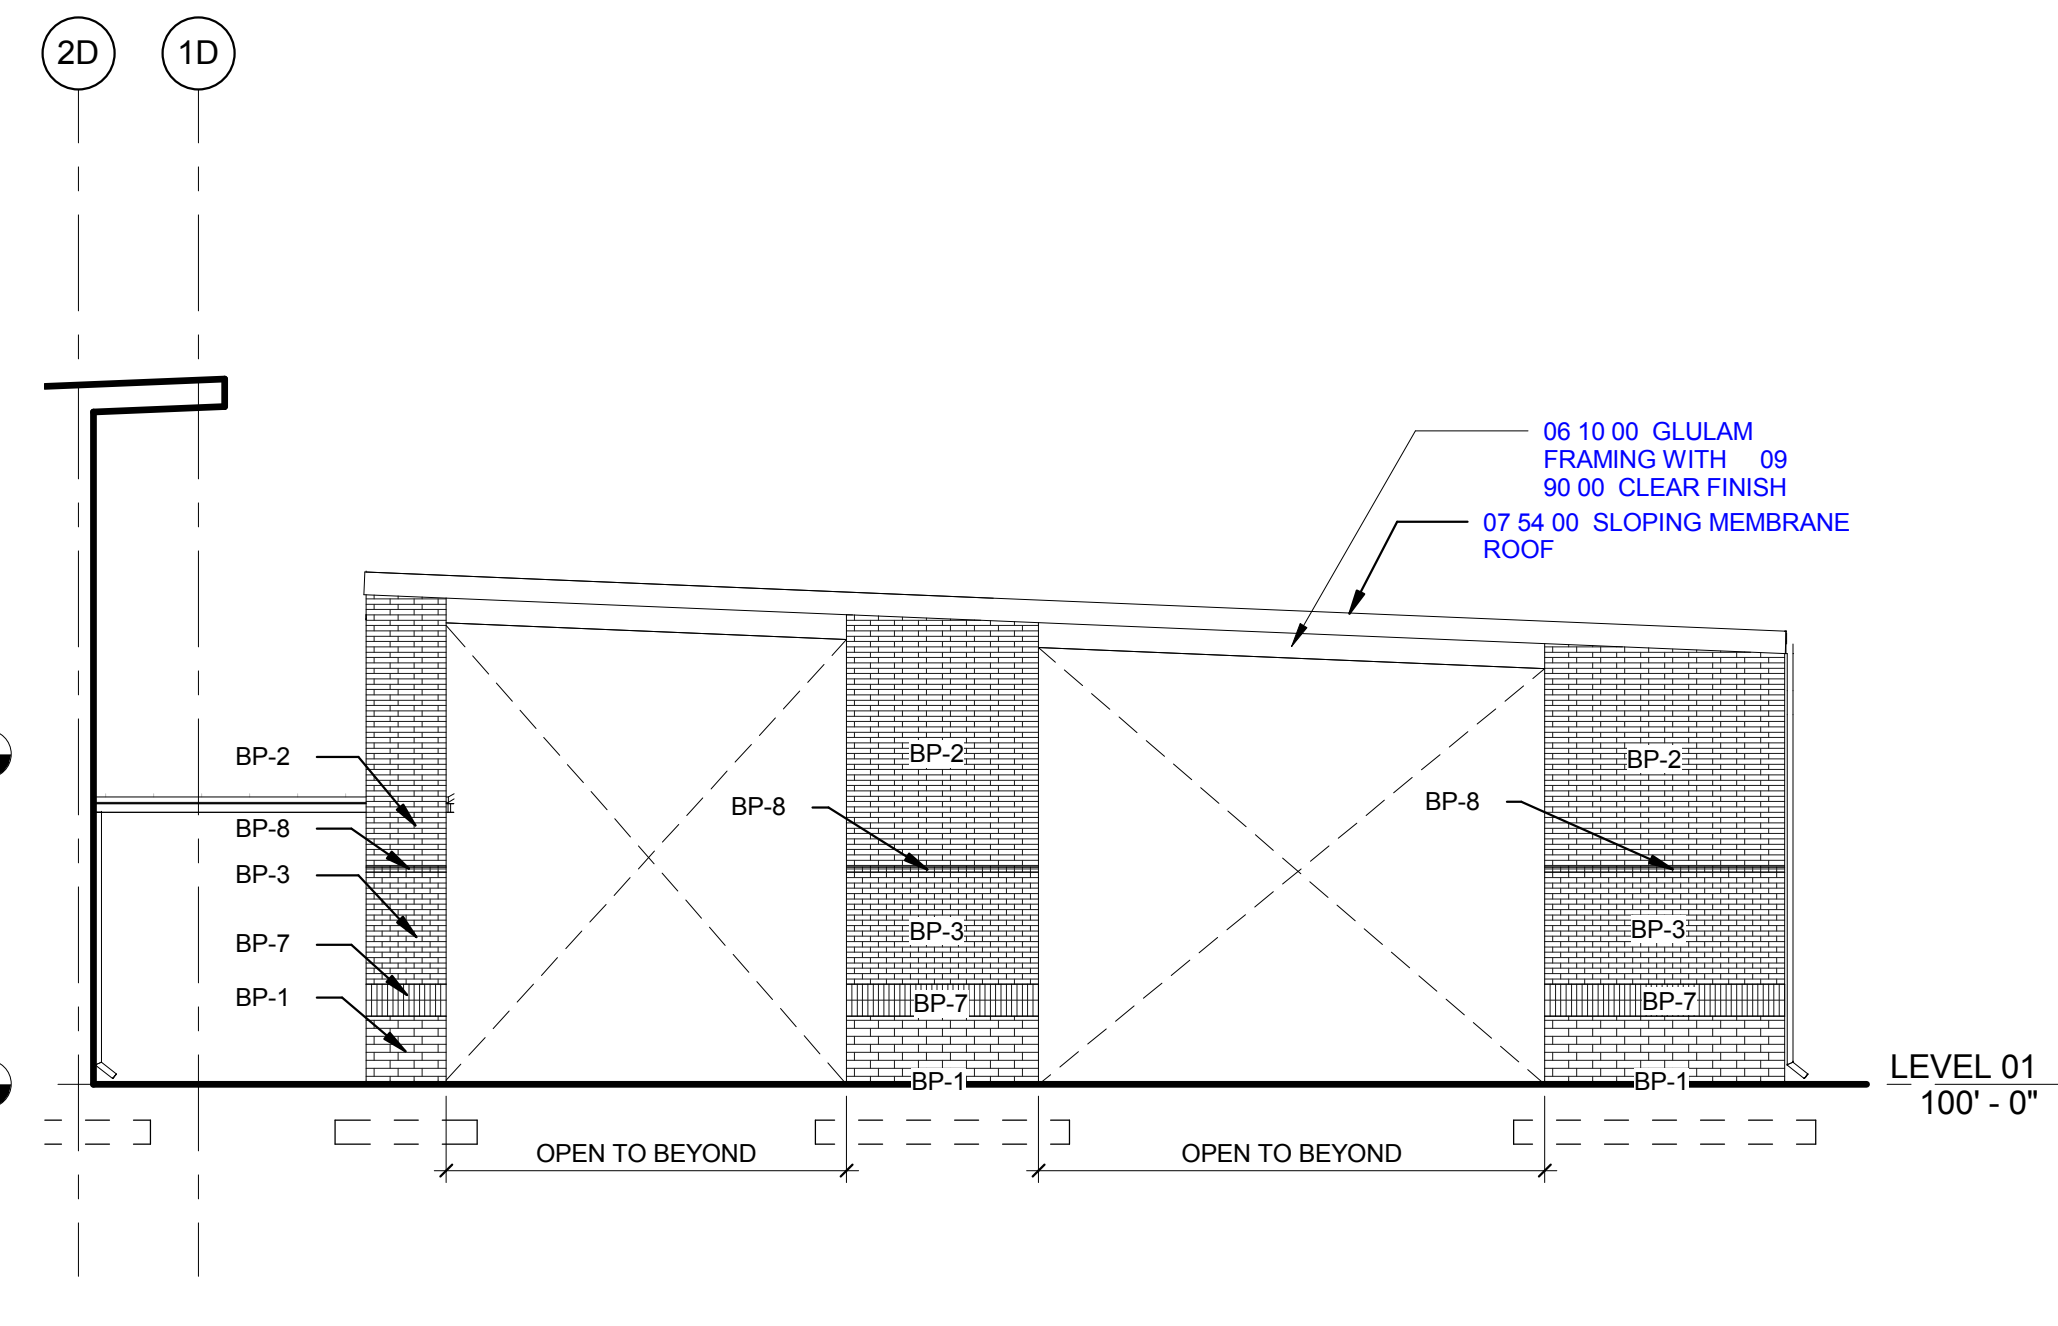 2D
1D
06 10 00 GLULAM
FRAMING WITH 09
90 00 CLEAR FINISH
07 54 00 SLOPING MEMBRANE
ROOF
BP-2
BP-8
BP-3
BP-7
BP-1
BP-2
BP-8
BP-3
BP-7
BP-1
BP-2
BP-8
BP-3
BP-7
BP-1
LEVEL 01
100' - 0"
OPEN TO BEYOND
OPEN TO BEYOND